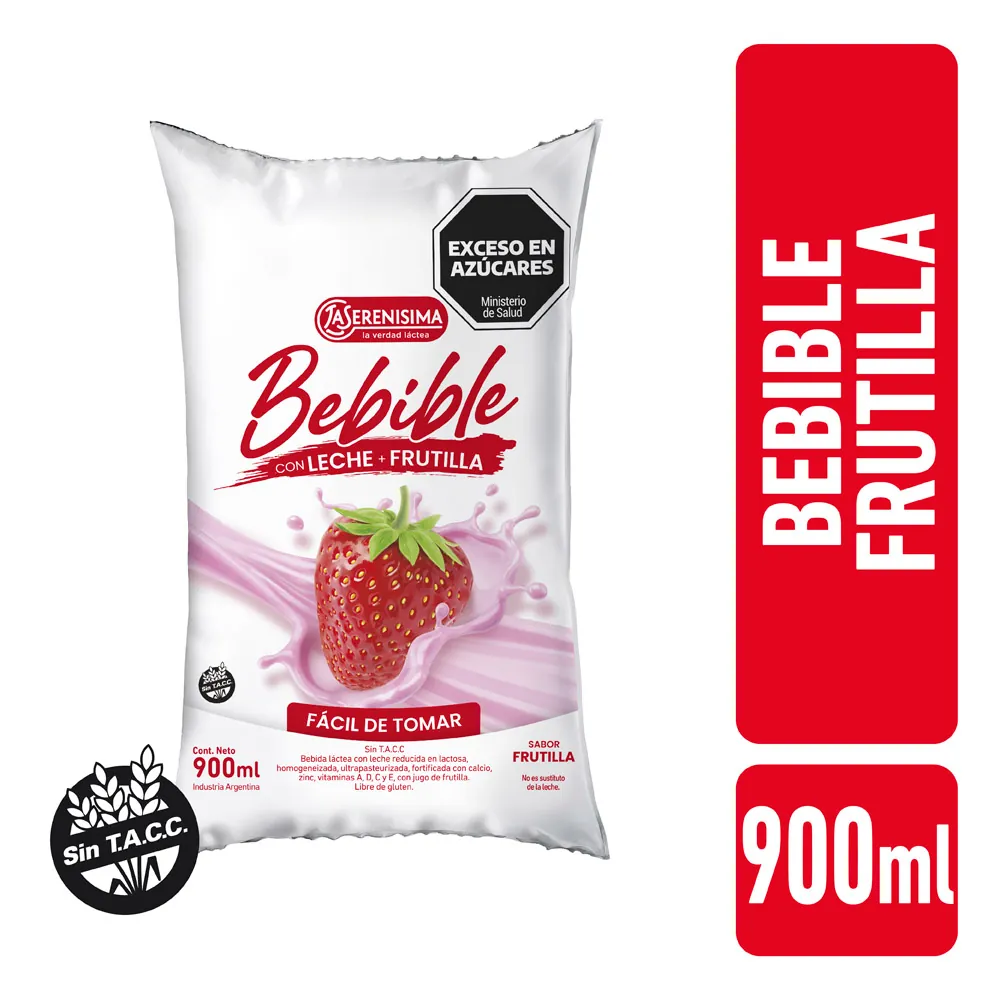 EXCESO EN
AZÚCARES
Ministerio
de Salud
LASERENISIMA
la verdad láctea
Bebible
CON LECHE + FRUTILLA
Sin T.A.C.C.
FÁCIL DE TOMAR
Cont. Neto
900ml
Industria Argentina
Sin T.A.C.C
Bebida láctea con leche reducida en lactosa,
homogeneizada, ultrapasteurizada, fortificada con calcio,
zinc, vitaminas A, D, C y E, con jugo de frutilla.
Libre de gluten.
SABOR
FRUTILLA
No es sustituto
de la leche.
Sin T.A.C.C.
BEBIBLE
FRUTILLA
900ml